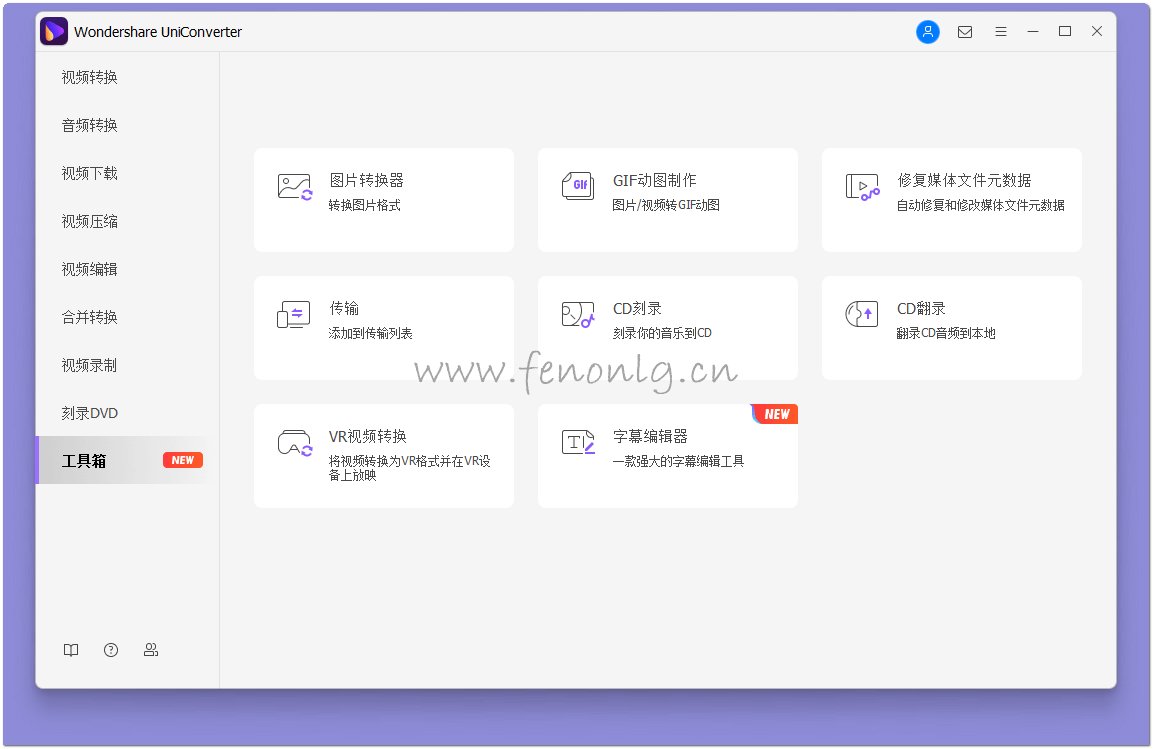 Wondershare UniConverter
视频转换
音频转换
视频下载
视频压缩
视频编辑
合并转换
视频录制
刻录DVD
工具箱 NEW
图片转换器
转换图片格式
GIF动图制作
图片/视频转GIF动图
修复媒体文件元数据
自动修复和修改媒体文件元数据
传输
添加到传输列表
CD刻录
刻录你的音乐到CD
CD翻录
翻录CD音频到本地
www.fenonlg.cn
VR视频转换
将视频转换为VR格式并在VR设
备上放映
NEW
字幕编辑器
一款强大的字幕编辑工具
GIF
T